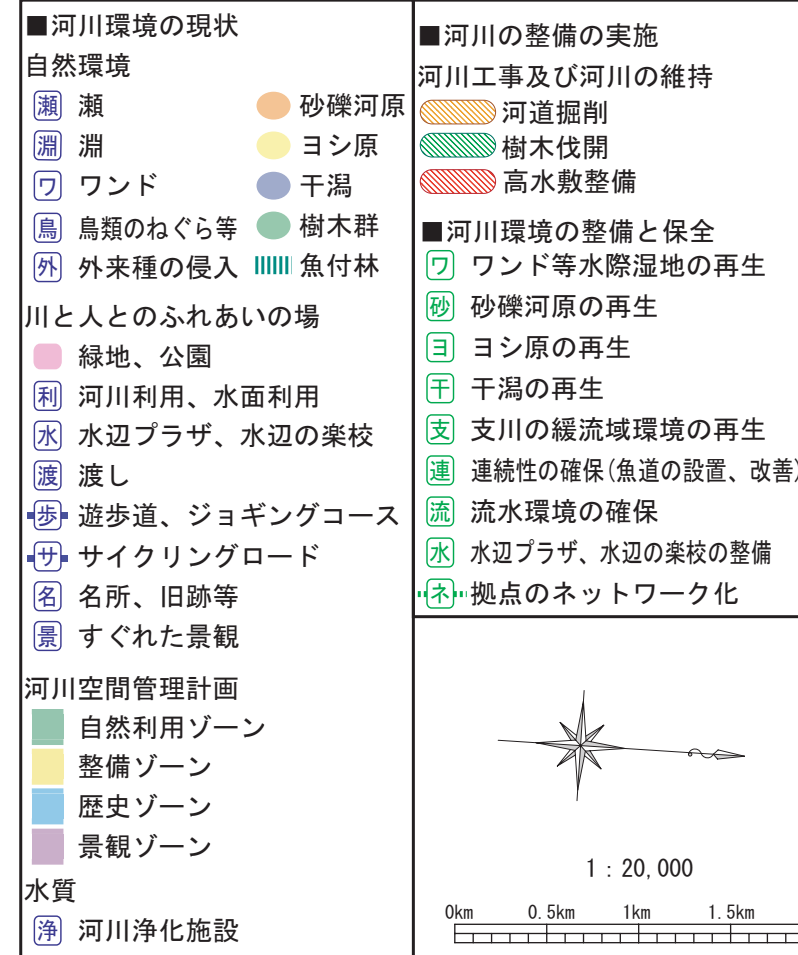 ■河川環境の現状
自然環境
瀬 瀬
砂礫河原
淵 淵
ヨシ原
ワ ワンド
干潟
鳥 鳥類のねぐら等
樹木群
外 外来種の侵入
魚付林
川と人とのふれあいの場
緑地、公園
利 河川利用、水面利用
水 水辺プラザ、水辺の楽校
渡 渡し
歩 遊歩道、ジョギングコース
サ サイクリングロード
名 名所、旧跡等
景 すぐれた景観
河川空間管理計画
自然利用ゾーン
整備ゾーン
歴史ゾーン
景観ゾーン
水質
浄 河川浄化施設
■河川の整備の実施
河川工事及び河川の維持
河道掘削
樹木伐開
高水敷整備
■河川環境の整備と保全
ワ ワンド等水際湿地の再生
砂 砂礫河原の再生
ヨ ヨシ原の再生
干 干潟の再生
支 支川の緩流域環境の再生
連 連続性の確保(魚道の設置、改善)
流 流水環境の確保
水 水辺プラザ、水辺の楽校の整備
ネ 拠点のネットワーク化
1 : 20,000
0km 0.5km 1km 1.5km